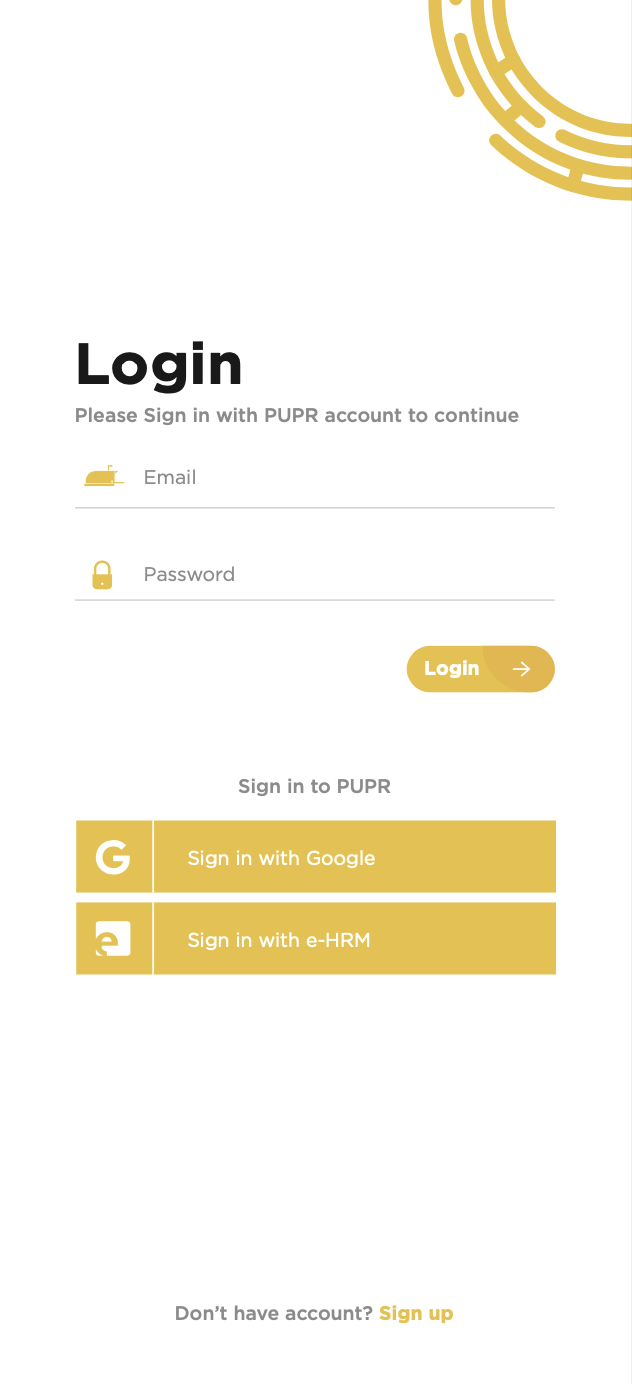 Login
Please Sign in with PUPR account to continue
Email
Password
Login
Sign in to PUPR
G
Sign in with Google
e
Sign in with e-HRM
Don’t have account? Sign up